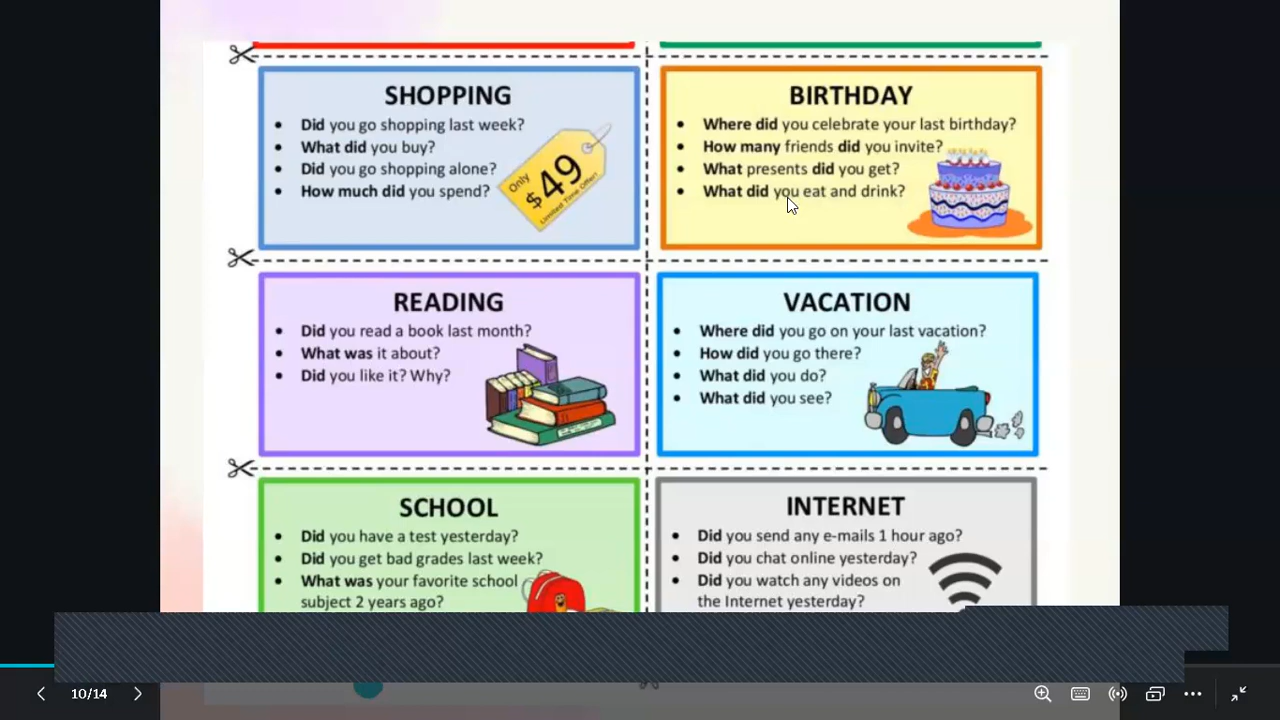 SHOPPING
Did you go shopping last week?
What did you buy?
Did you go shopping alone?
How much did you spend?
Only
$49
Limited Time Offer!
BIRTHDAY
Where did you celebrate your last birthday?
How many friends did you invite?
What presents did you get?
What did you eat and drink?
READING
Did you read a book last month?
What was it about?
Did you like it? Why?
VACATION
Where did you go on your last vacation?
How did you go there?
What did you do?
What did you see?
SCHOOL
Did you have a test yesterday?
Did you get bad grades last week?
What was your favorite school
subject 2 years ago?
INTERNET
Did you send any e-mails 1 hour ago?
Did you chat online yesterday?
Did you watch any videos on
the Internet yesterday?
10/14